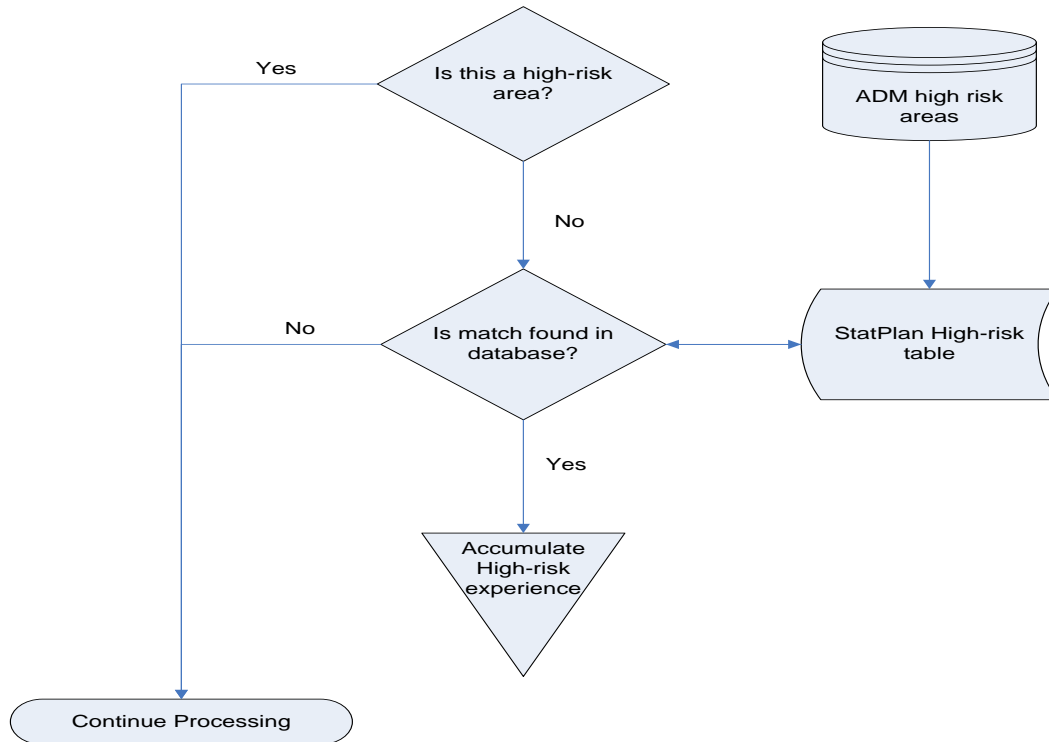 Yes
Is this a high-risk
area?
ADM high risk
areas
No
No
Is match found in
database?
StatPlan High-risk
table
Yes
Accumulate
High-risk
experience
Continue Processing